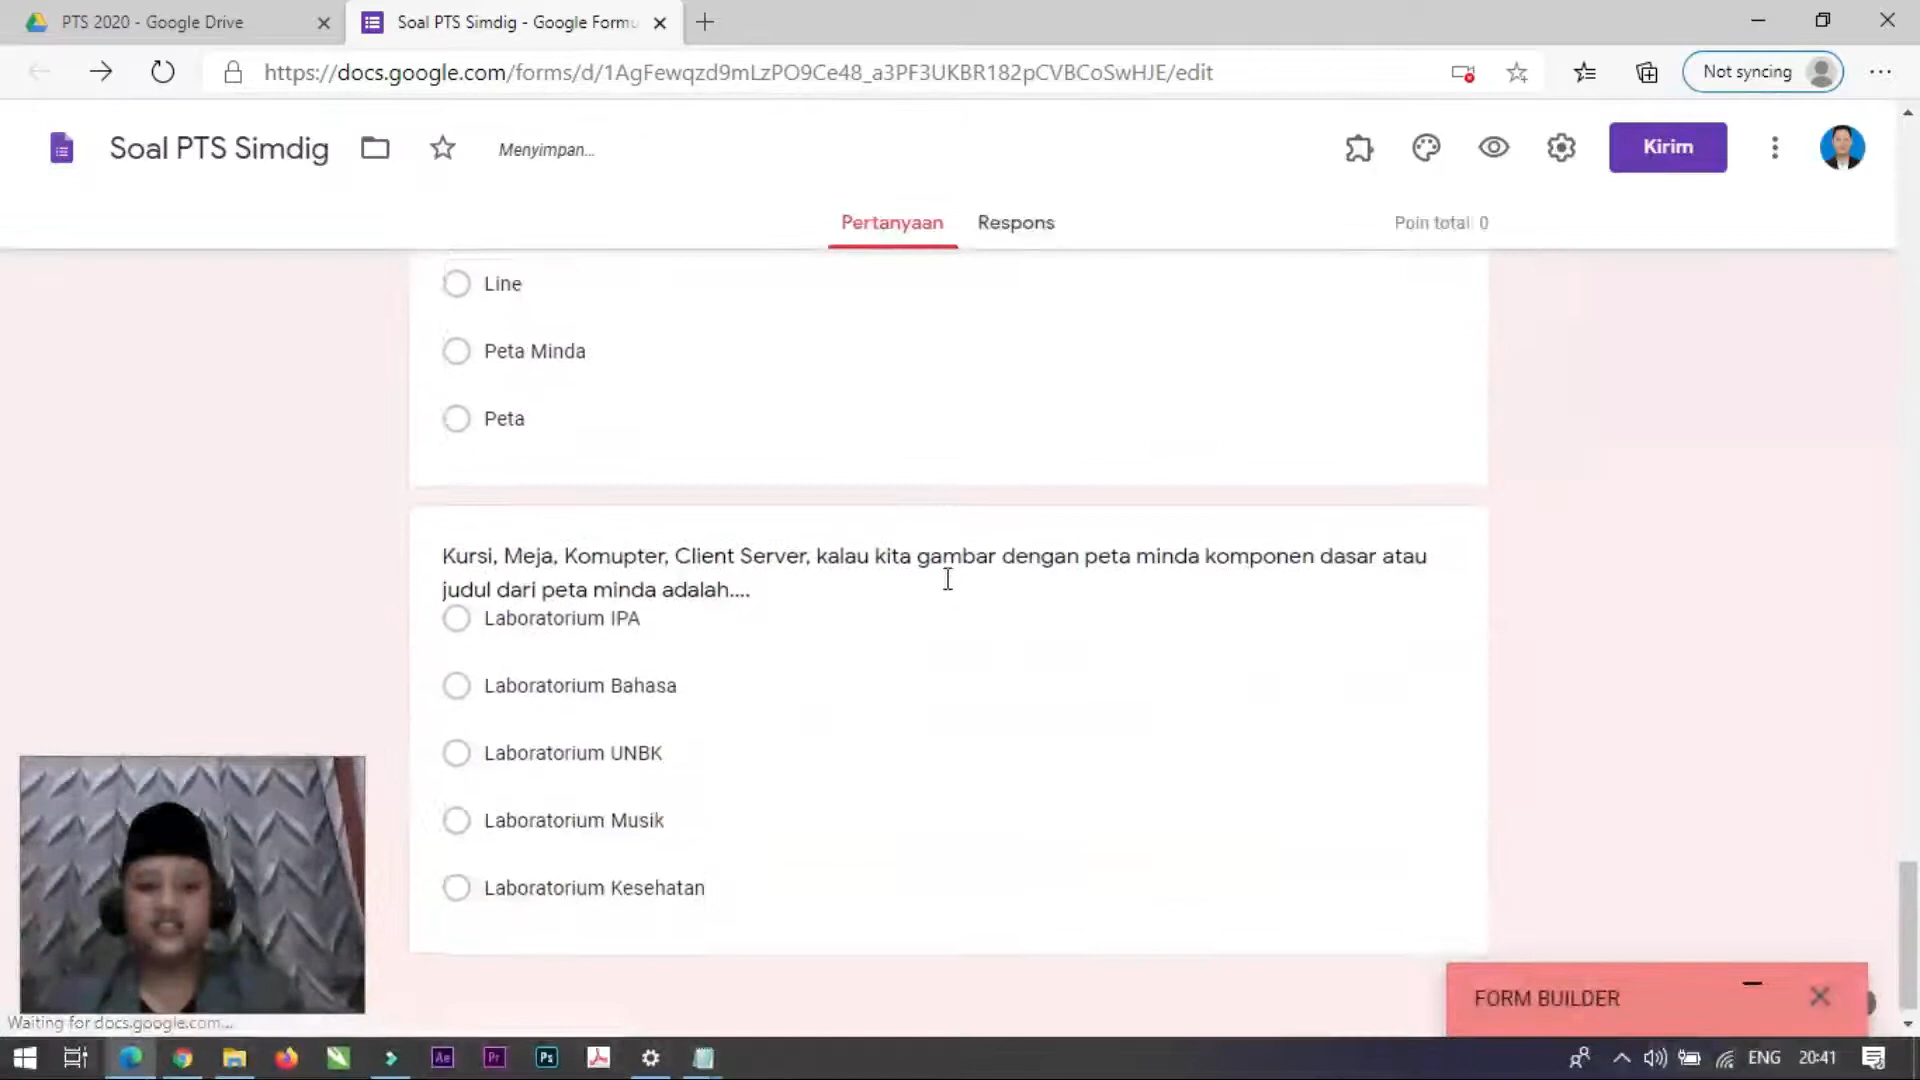 PTS 2020 - Google Drive
Soal PTS Simdig - Google Formu
https://docs.google.com/forms/d/1AgFewqzd9mLzPO9Ce48_a3PF3UKBR182pCVBCoSwHJE/edit
Not syncing
Soal PTS Simdig
Menyimpan...
Kirim
Pertanyaan
Respons
Poin total: 0
Line
Peta Minda
Peta
Kursi, Meja, Komupter, Client Server, kalau kita gambar dengan peta minda komponen dasar atau
judul dari peta minda adalah....
Laboratorium IPA
Laboratorium Bahasa
Laboratorium UNBK
Laboratorium Musik
Laboratorium Kesehatan
FORM BUILDER
Waiting for docs.google.com...
Ae
Pr
Ps
ENG
20:41